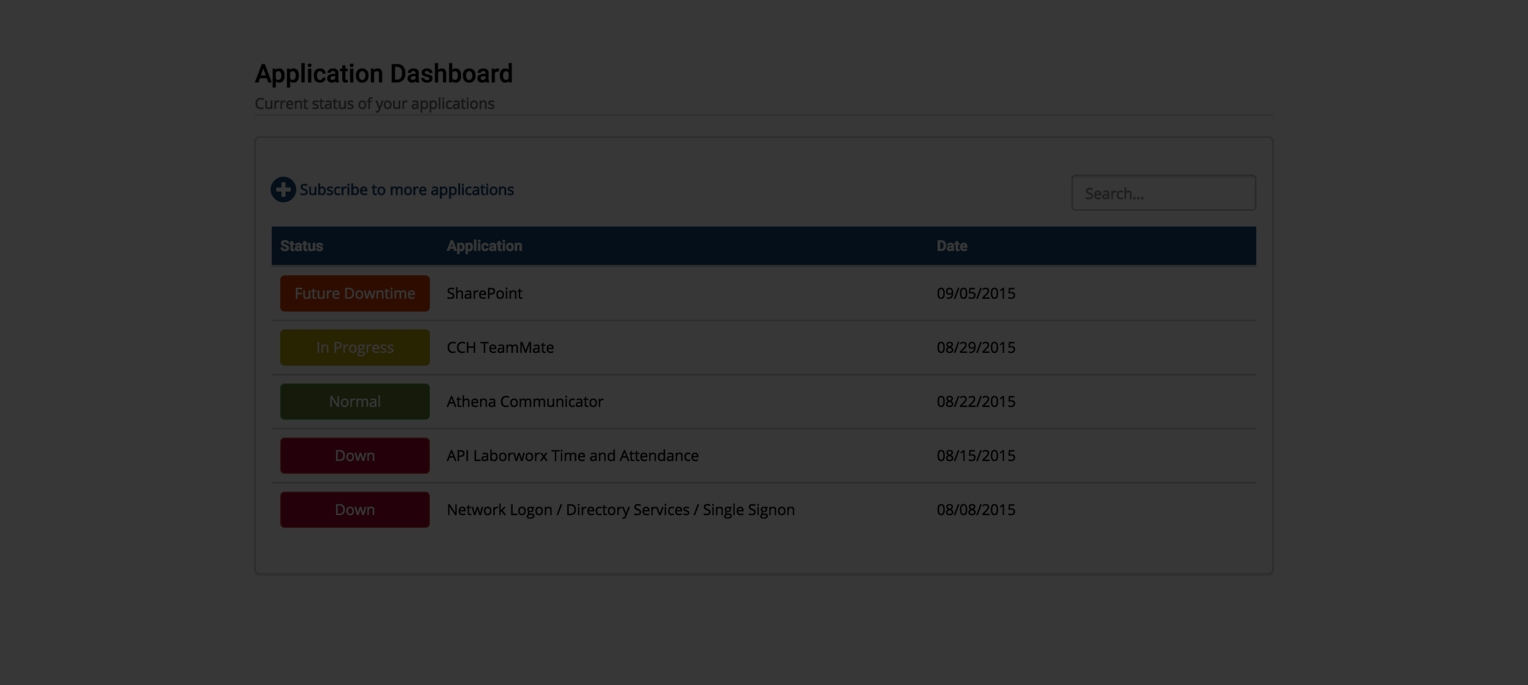 Application Dashboard
Current status of your applications
Subscribe to more applications
Search...
Status Application Date
Future Downtime SharePoint 09/05/2015
In Progress CCH TeamMate 08/29/2015
Normal Athena Communicator 08/22/2015
Down API Laborworx Time and Attendance 08/15/2015
Down Network Logon / Directory Services / Single Signon 08/08/2015